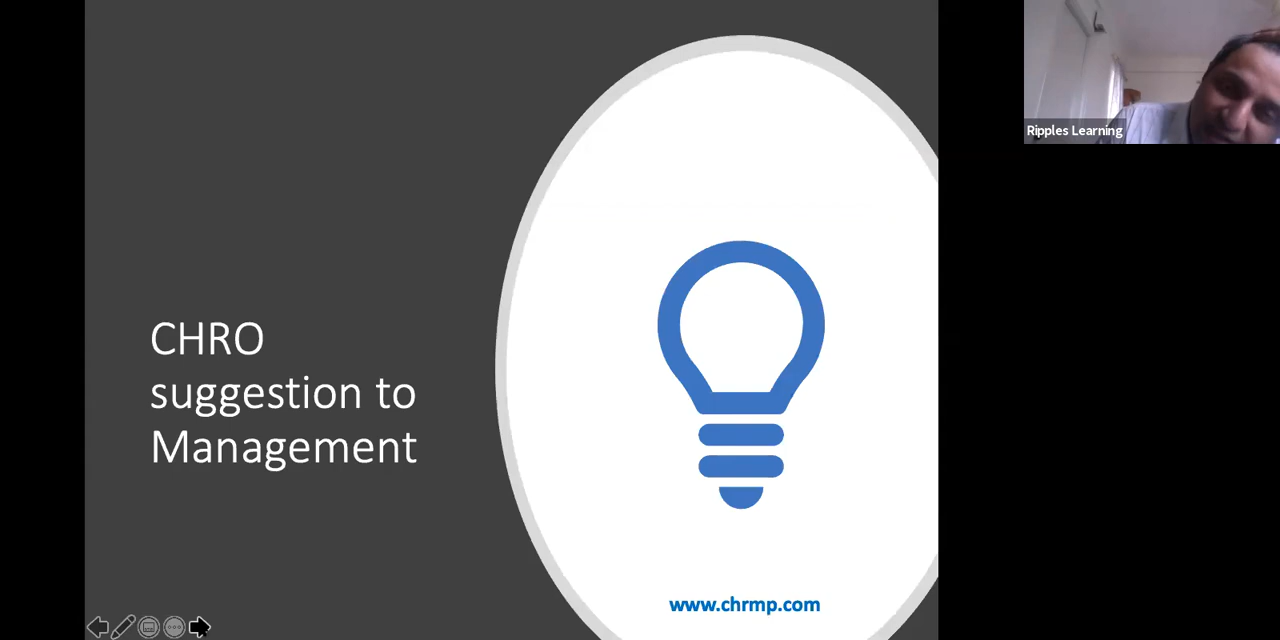 CHRO
suggestion to
Management
www.chrmp.com
Ripples Learning